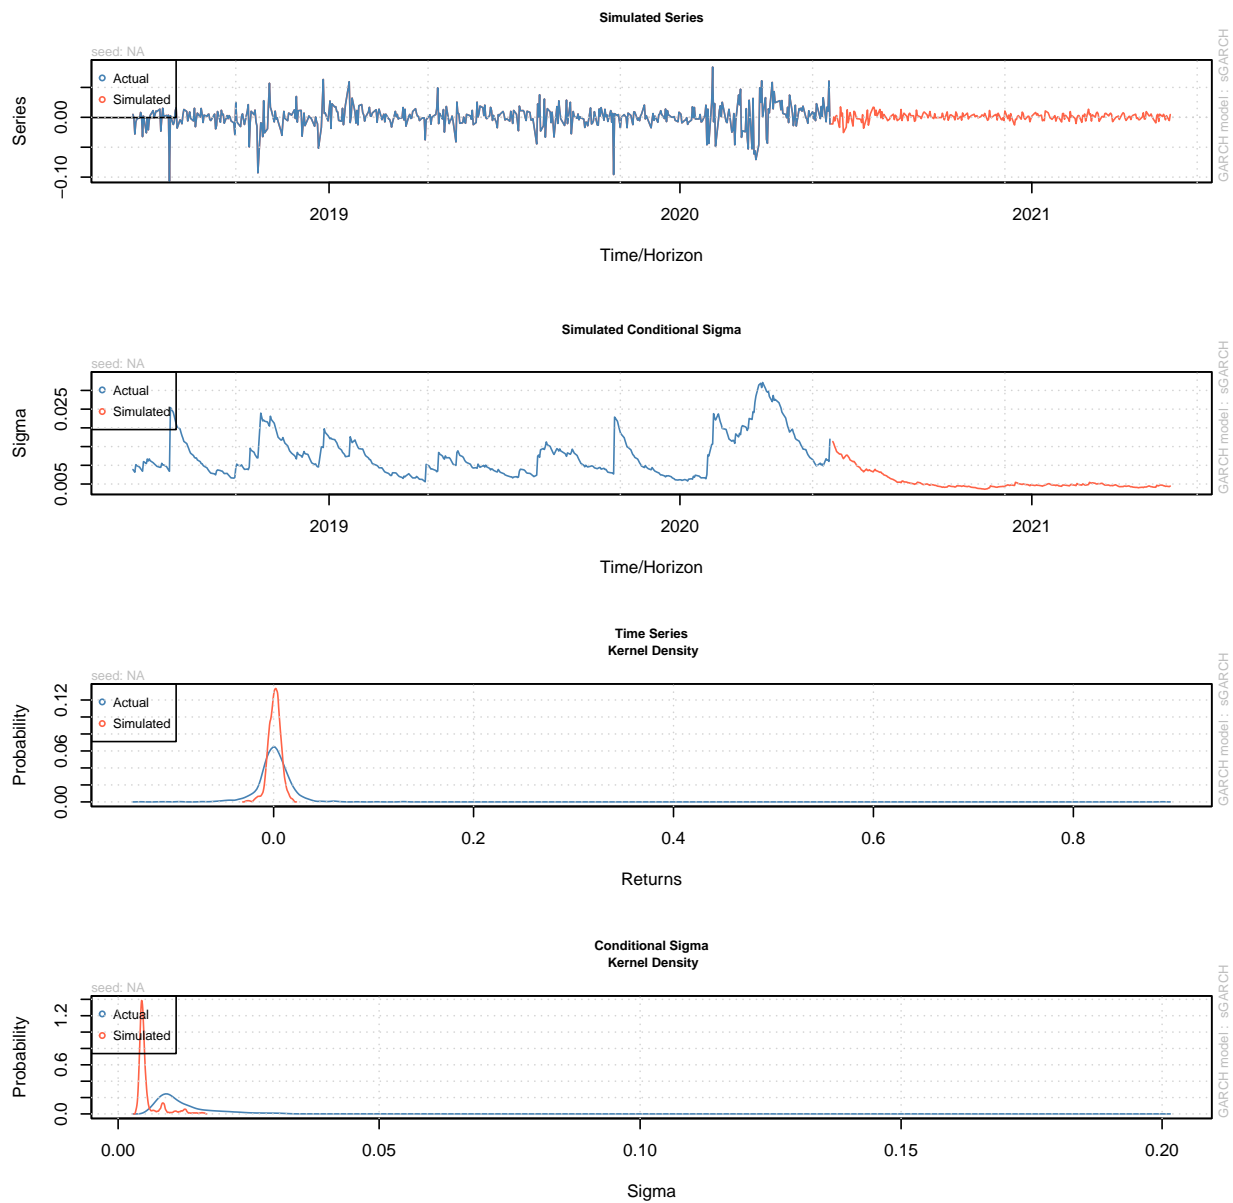 Simulated Series
seed: NA
GARCH model : sGARCH
Actual
Simulated
Series
0.00
−0.10
2019
2020
2021
Time/Horizon
Simulated Conditional Sigma
seed: NA
GARCH model : sGARCH
Actual
Simulated
Sigma
0.025
0.005
2019
2020
2021
Time/Horizon
Time Series
Kernel Density
seed: NA
GARCH model : sGARCH
Actual
Simulated
Probability
0.12
0.06
0.00
0.0
0.2
0.4
0.6
0.8
Returns
Conditional Sigma
Kernel Density
seed: NA
GARCH model : sGARCH
Actual
Simulated
Probability
1.2
0.6
0.0
0.00
0.05
0.10
0.15
0.20
Sigma